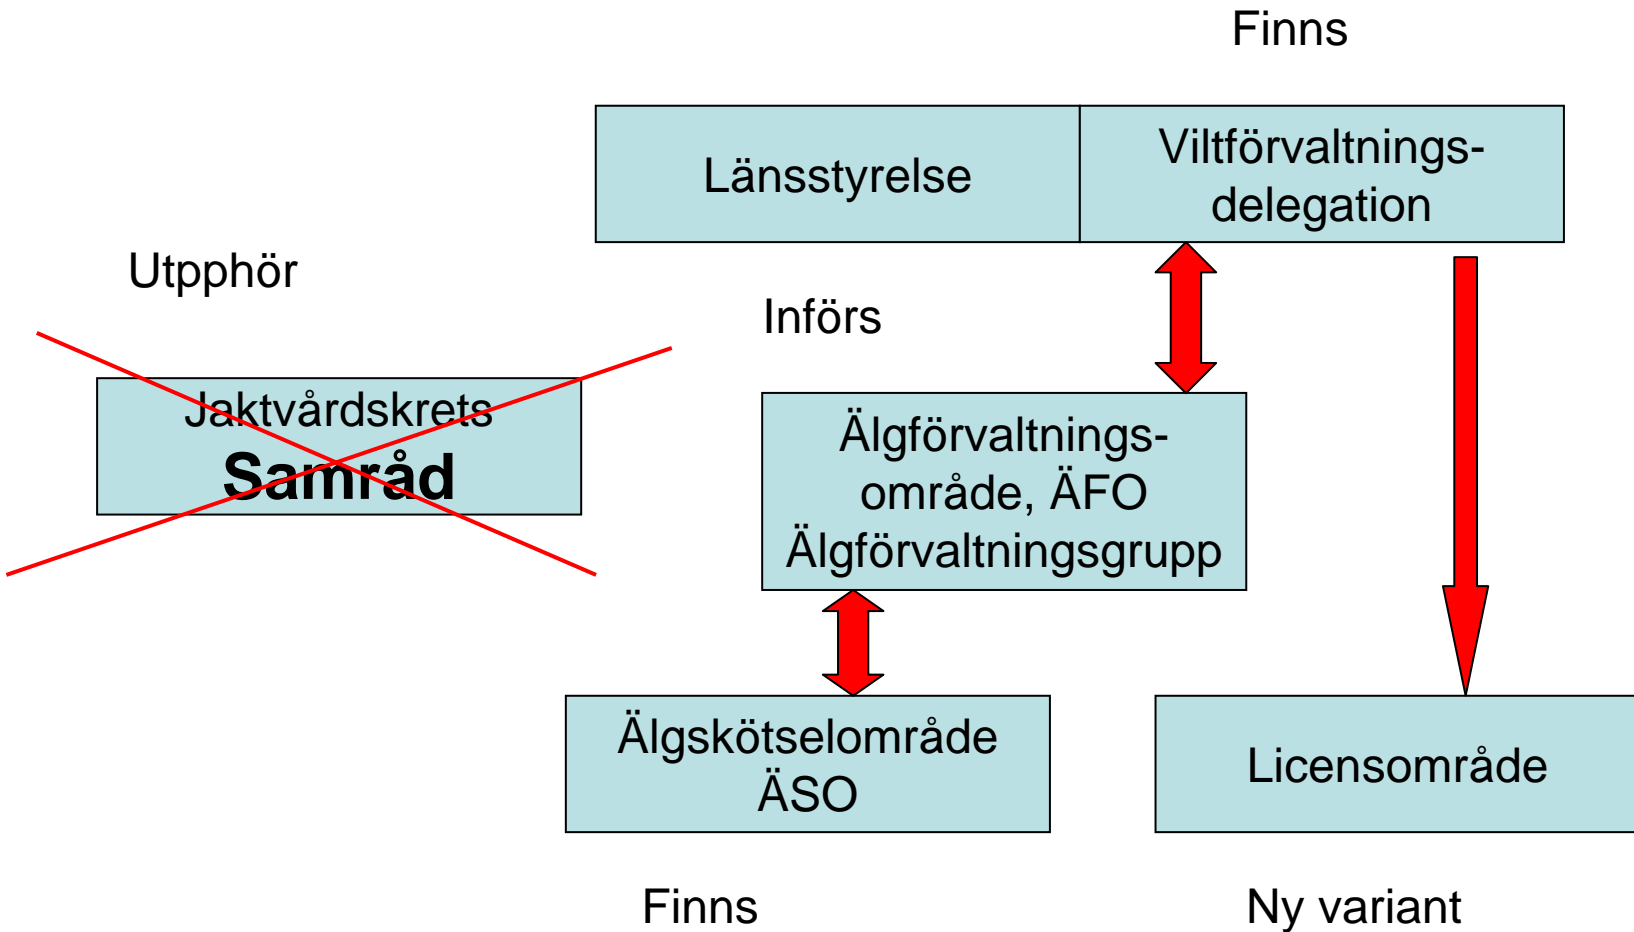 Finns
Länsstyrelse
Viltförvaltnings-
delegation
Utpphör
Införs
Jaktvårdskrets
Samråd
Älgförvaltnings-
område, ÄFO
Älgförvaltningsgrupp
Älgskötselområde
ÄSO
Licensområde
Finns
Ny variant